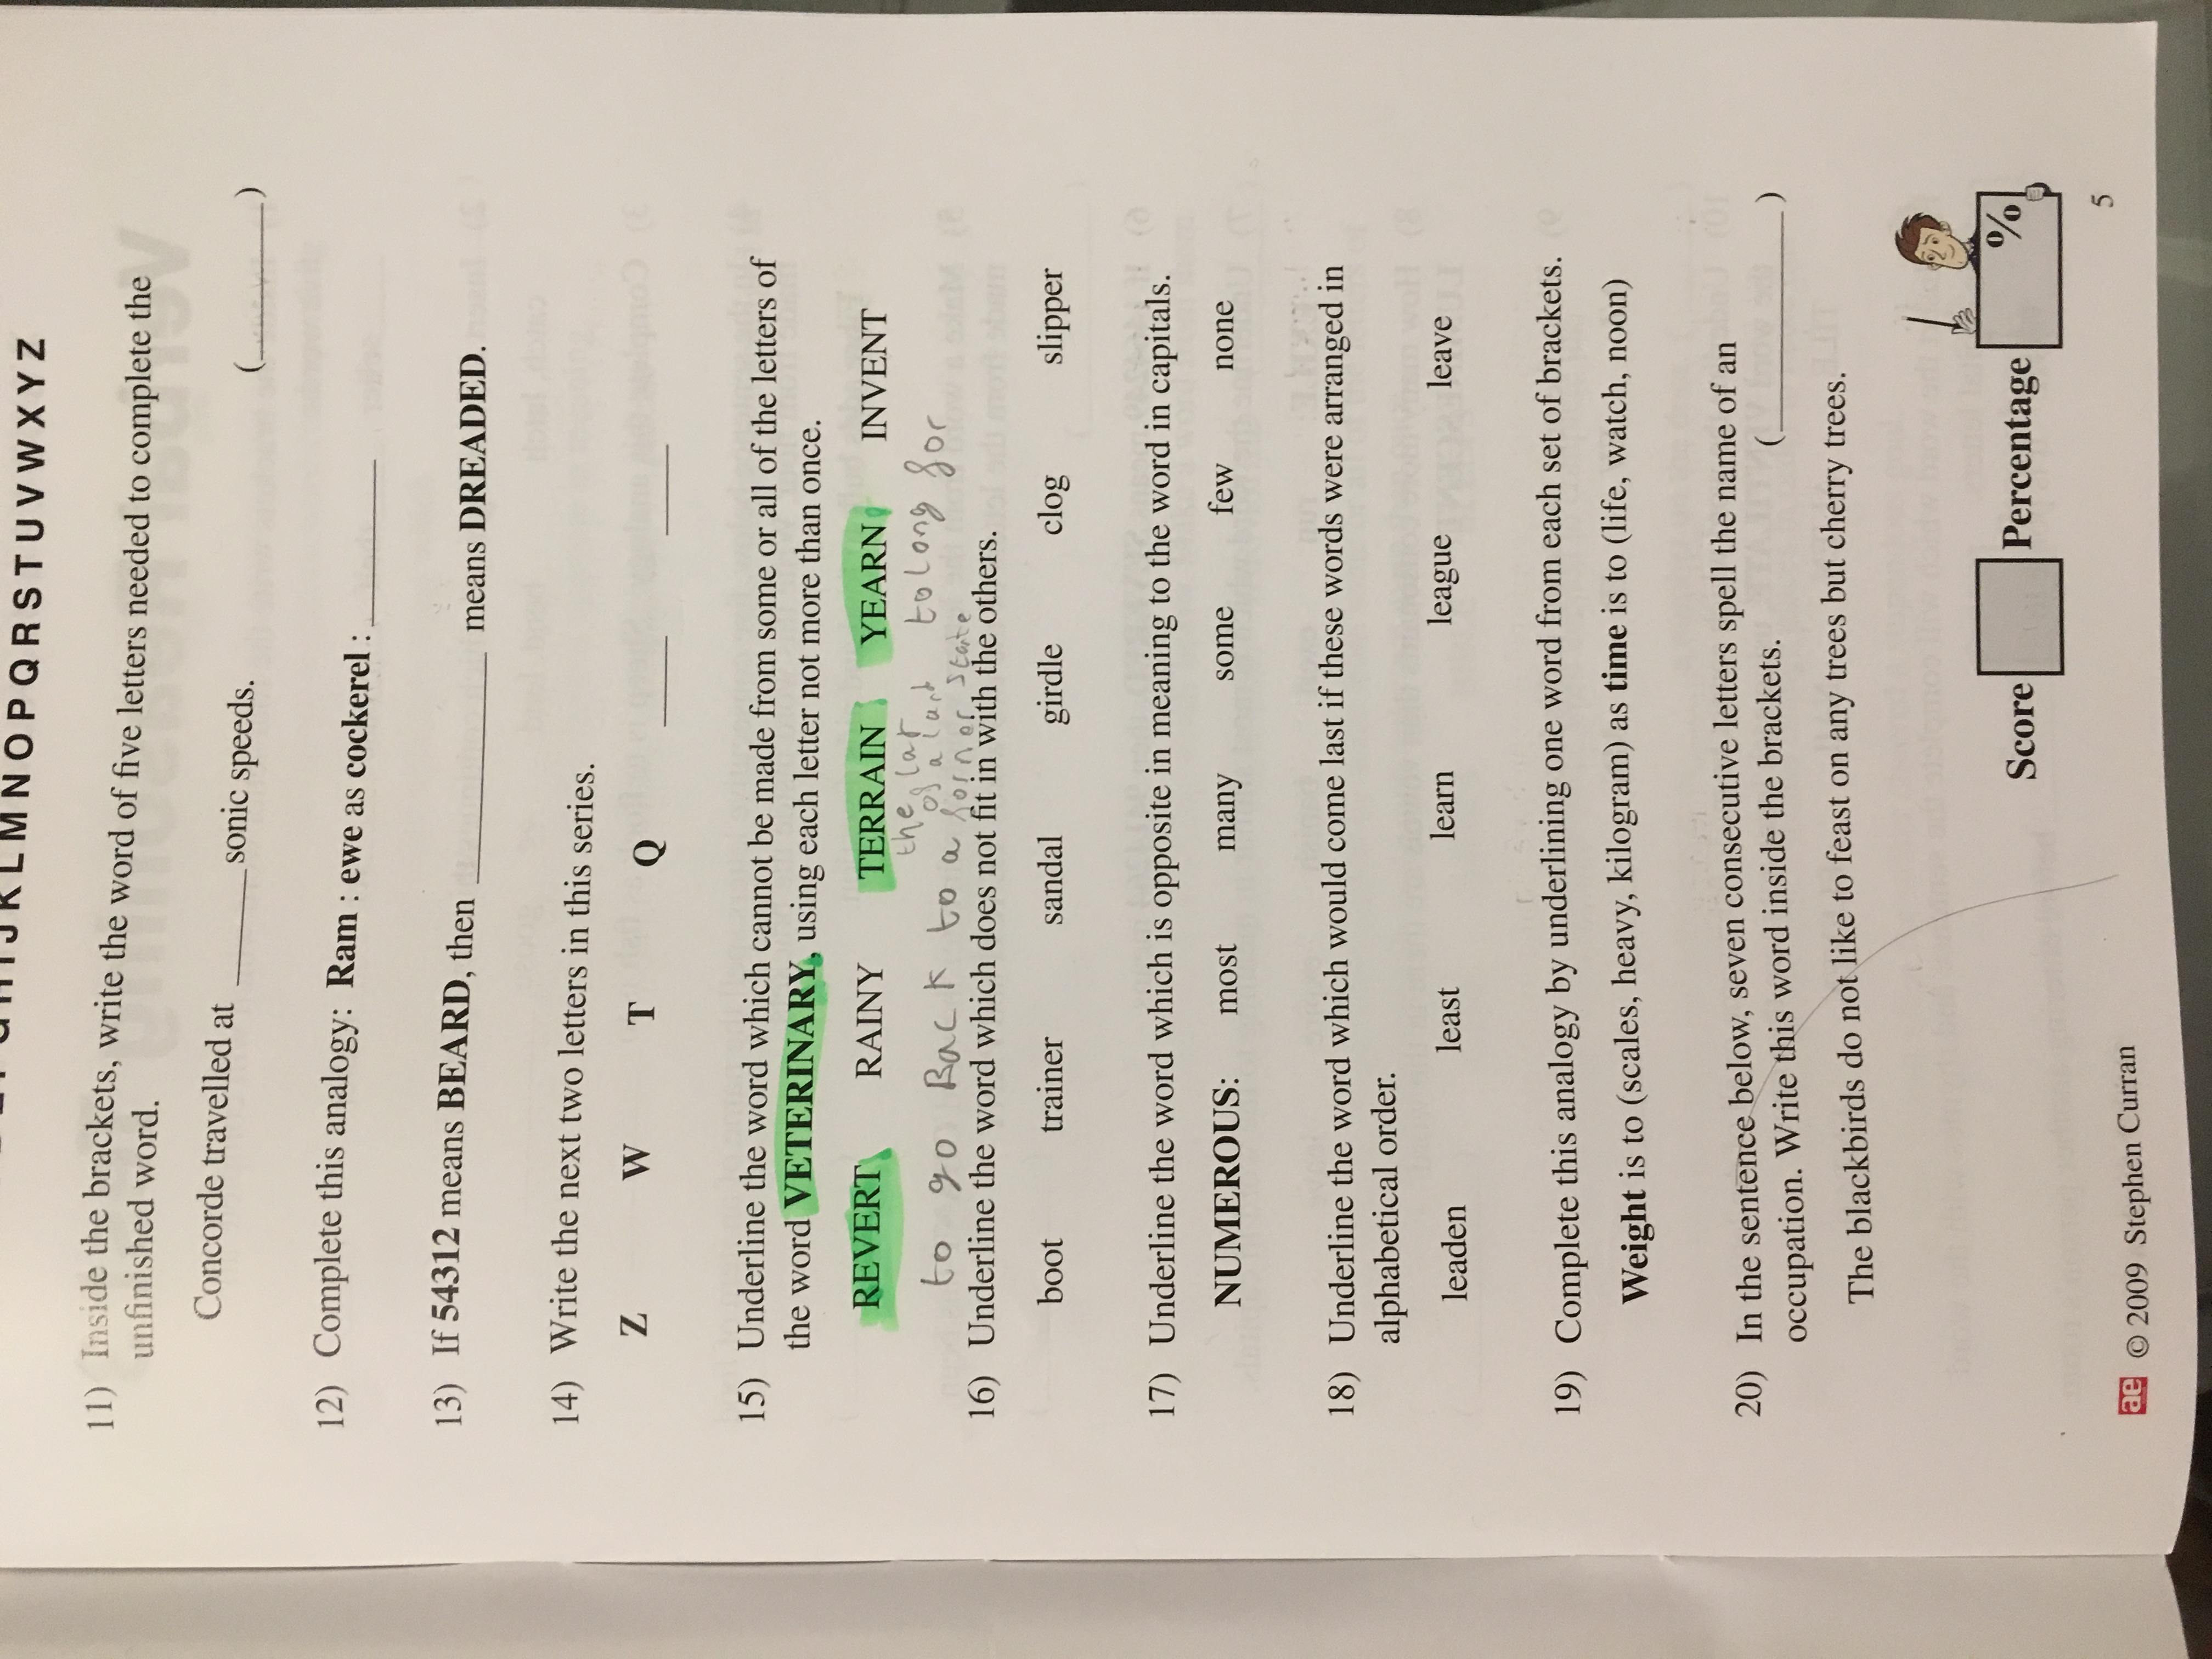 J K L M N O P Q R S T U V W X Y Z
11) Inside the brackets, write the word of five letters needed to complete the
unfinished word.
Concorde travelled at ______ sonic speeds. (________)
12) Complete this analogy: Ram : ewe as cockerel : ________
13) If 54312 means BEARD, then ________ means DREADED.
14) Write the next two letters in this series.
Z W T Q ____ ____
15) Underline the word which cannot be made from some or all of the letters of
the word VETERINARY, using each letter not more than once.
REVERT RAINY TERRAIN YEARN INVENT
the lay
of a land to long for
to go Back to a
forner state
16) Underline the word which does not fit in with the others.
boot trainer sandal girdle clog slipper
17) Underline the word which is opposite in meaning to the word in capitals.
NUMEROUS: most many some few none
18) Underline the word which would come last if these words were arranged in
alphabetical order.
leaden least learn league leave
19) Complete this analogy by underlining one word from each set of brackets.
Weight is to (scales, heavy, kilogram) as time is to (life, watch, noon)
20) In the sentence below, seven consecutive letters spell the name of an
occupation. Write this word inside the brackets. (________)
The blackbirds do not like to feast on any trees but cherry trees.
Score Percentage %
5
ae © 2009 Stephen Curran